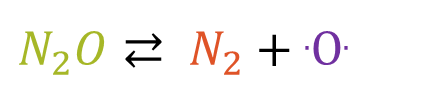 N₂O ⇄ N₂ + ·O·